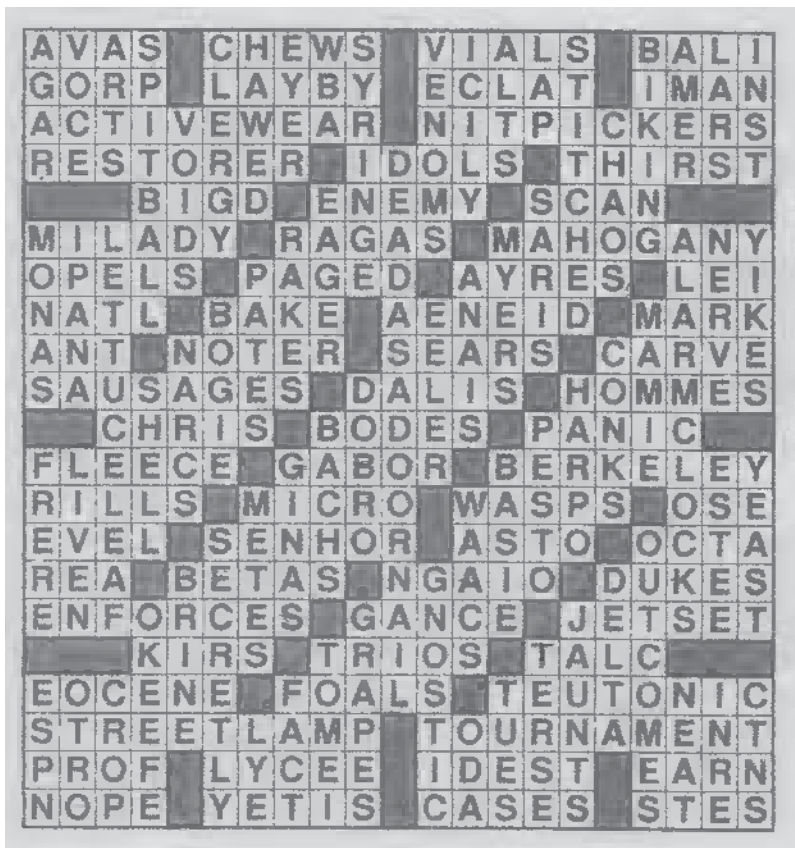 AVAS CHEWS VIALS BALI
GORP LAYBY ECLAT IMAN
ACTIVEWEAR NITPICKERS
RESTORER IDOLS THIRST
BIGD ENEMY SCAN
MILADY RAGAS MAHOGANY
OPELS PAGED AYRES LEI
NATL BAKE AENEID MARK
ANT NOTER SEARS CARVE
SAUSAGES DALIS HOMMES
CHRIS BODES PANIC
FLEECE GABOR BERKELEY
RILLS MICRO WASPS OSE
EVEL SENHOR ASTO OCTA
REA BETAS NGAIO DUKES
ENFORCES GANCE JETSET
KIRS TRIOS TALC
EOCENE FOALS TEUTONIC
STREETLAMP TOURNAMENT
PROF LYCEE IDEST EARN
NOPE YETIS CASES STES